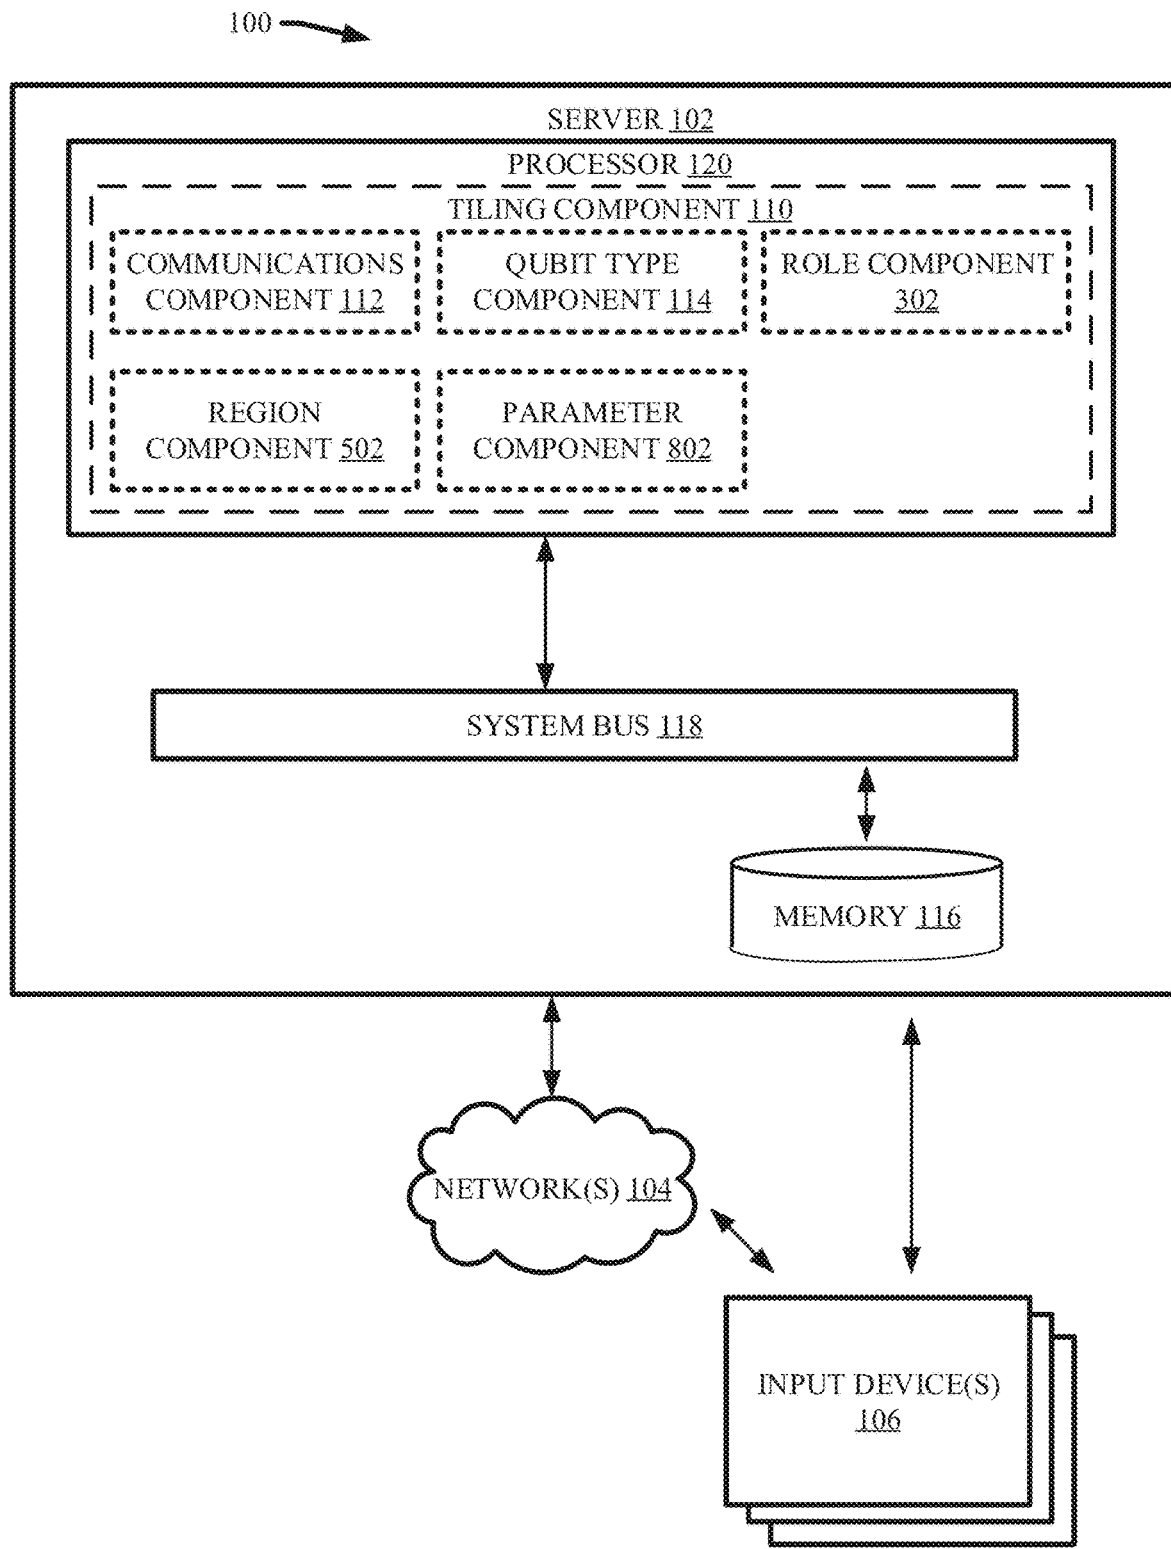 100
SERVER 102
PROCESSOR 120
TILING COMPONENT 110
COMMUNICATIONS
COMPONENT 112
QUBIT TYPE
COMPONENT 114
ROLE COMPONENT
302
REGION
COMPONENT 502
PARAMETER
COMPONENT 802
SYSTEM BUS 118
MEMORY 116
NETWORK(S) 104
INPUT DEVICE(S)
106